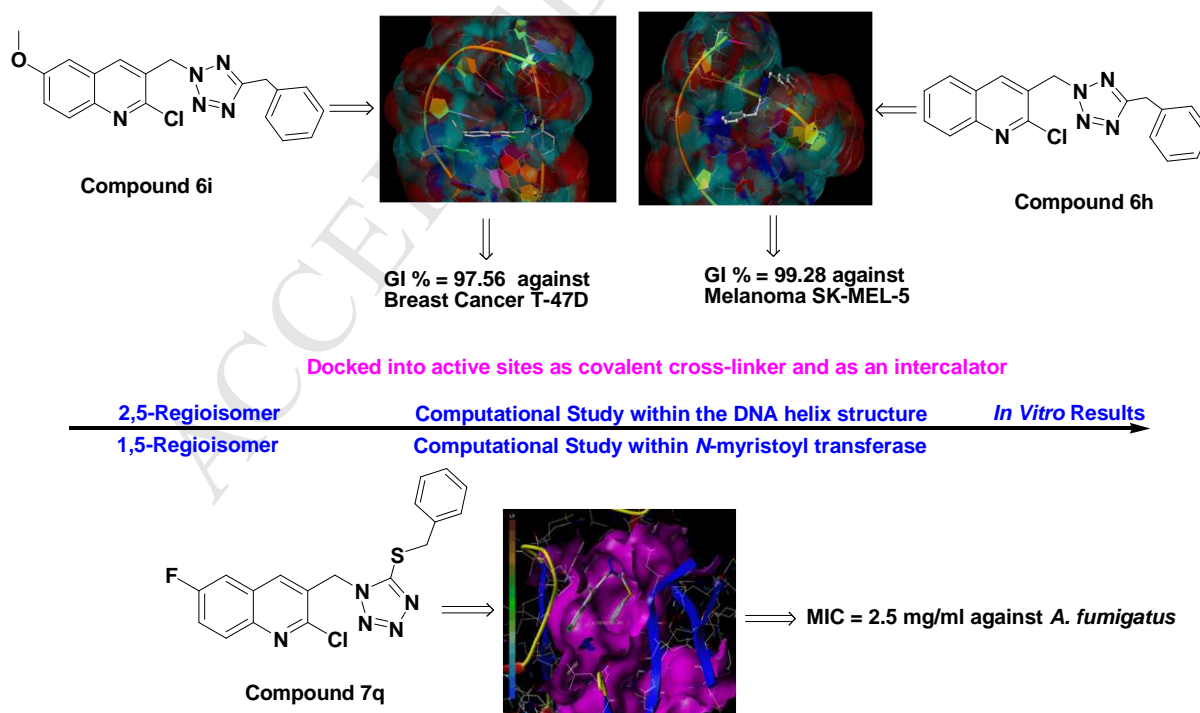 O
N
Cl
N
N
N
N
Compound 6i
N
Cl
N
N
N
N
Compound 6h
GI % = 97.56 against
Breast Cancer T-47D
GI % = 99.28 against
Melanoma SK-MEL-5
Docked into active sites as covalent cross-linker and as an intercalator
2,5-Regioisomer Computational Study within the DNA helix structure In Vitro Results
1,5-Regioisomer Computational Study within N-myristoyl transferase
F
N
Cl
S
N
N
N
N
Compound 7q
MIC = 2.5 mg/ml against A. fumigatus